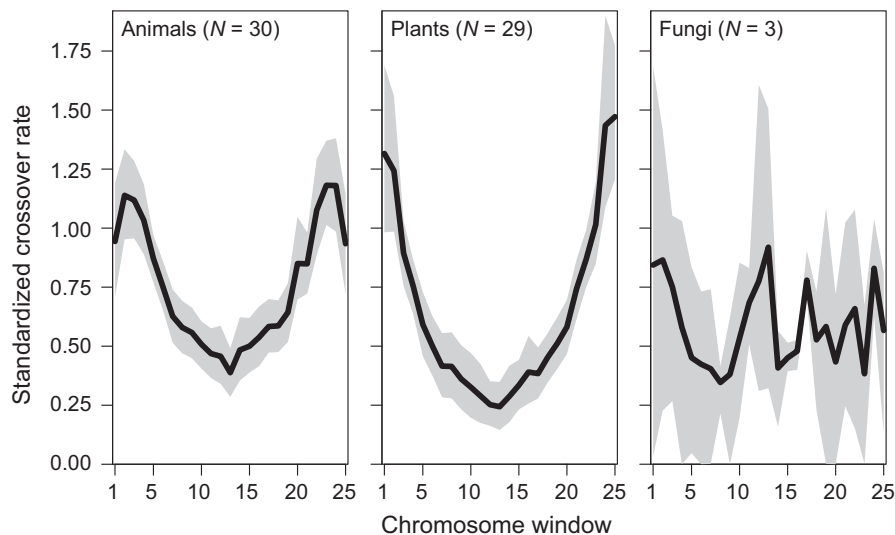 Animals (N = 30)
Plants (N = 29)
Fungi (N = 3)
Standardized crossover rate
1.75
1.50
1.25
1.00
0.75
0.50
0.25
0.00
1 5 10 15 20 25
1 5 10 15 20 25
1 5 10 15 20 25
Chromosome window